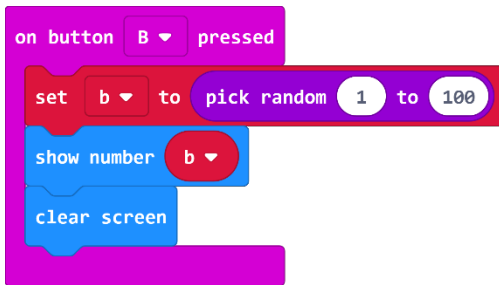 on button B pressed
set b to pick random 1 to 100
show number b
clear screen